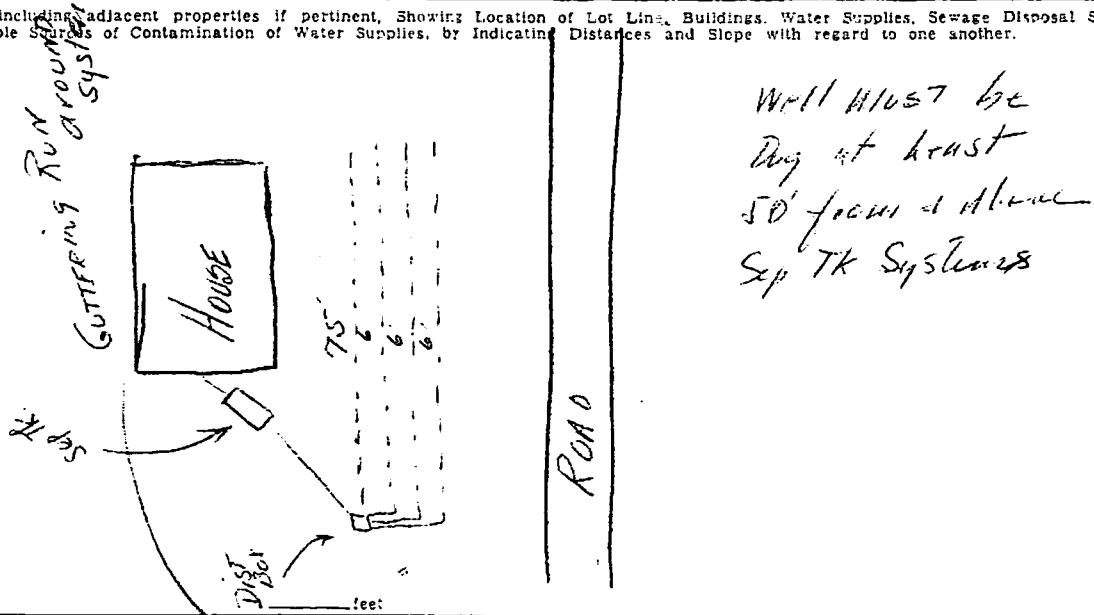 including adjacent properties if pertinent, Showing Location of Lot Line, Buildings. Water Supplies, Sewage Disposal S
ble Sources of Contamination of Water Supplies, by Indicating Distances and Slope with regard to one another.
GUTTERING RUN
around
System
Well Must be
Dug at least
50' from & Above
Sep Tk Systems
HOUSE
75'
6
6'
6'
Sep Tk
ROAD
DIST
Box
feet